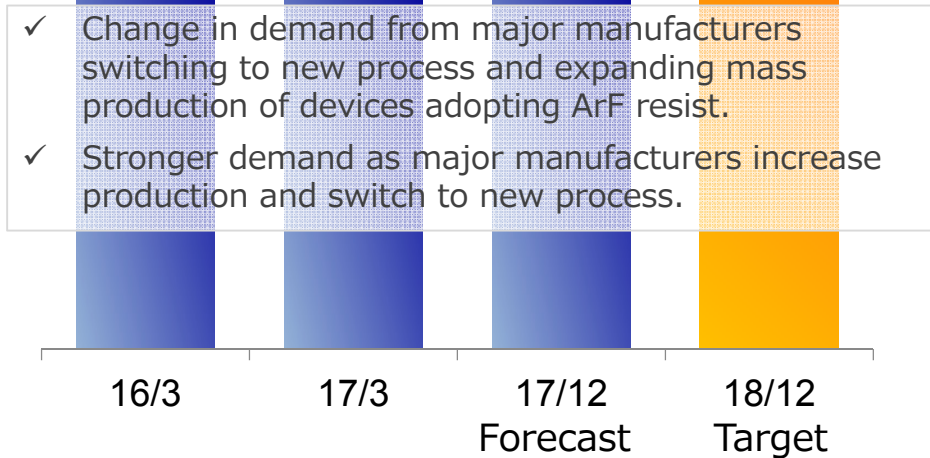 ✓ Change in demand from major manufacturers
switching to new process and expanding mass
production of devices adopting ArF resist.
✓ Stronger demand as major manufacturers increase
production and switch to new process.
16/3 17/3 17/12 18/12
Forecast Target